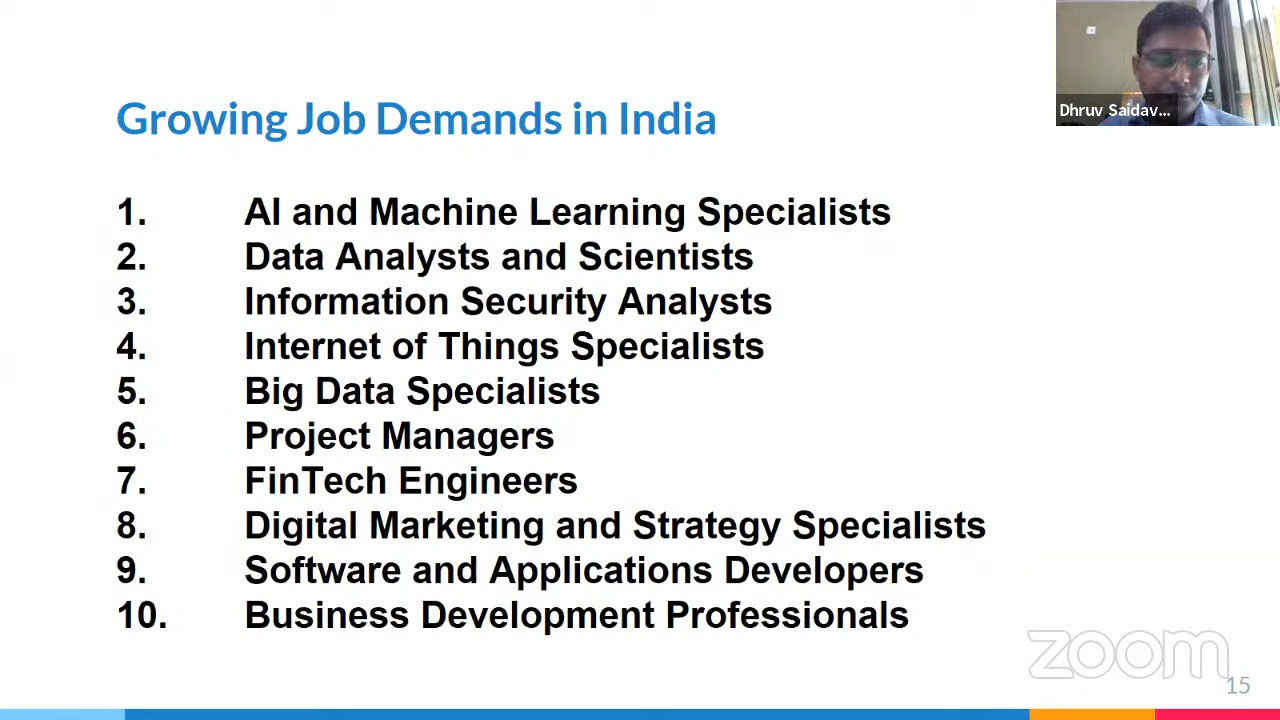 Dhruv Saidav...
Growing Job Demands in India
1. AI and Machine Learning Specialists
2. Data Analysts and Scientists
3. Information Security Analysts
4. Internet of Things Specialists
5. Big Data Specialists
6. Project Managers
7. FinTech Engineers
8. Digital Marketing and Strategy Specialists
9. Software and Applications Developers
10. Business Development Professionals
zoom
15